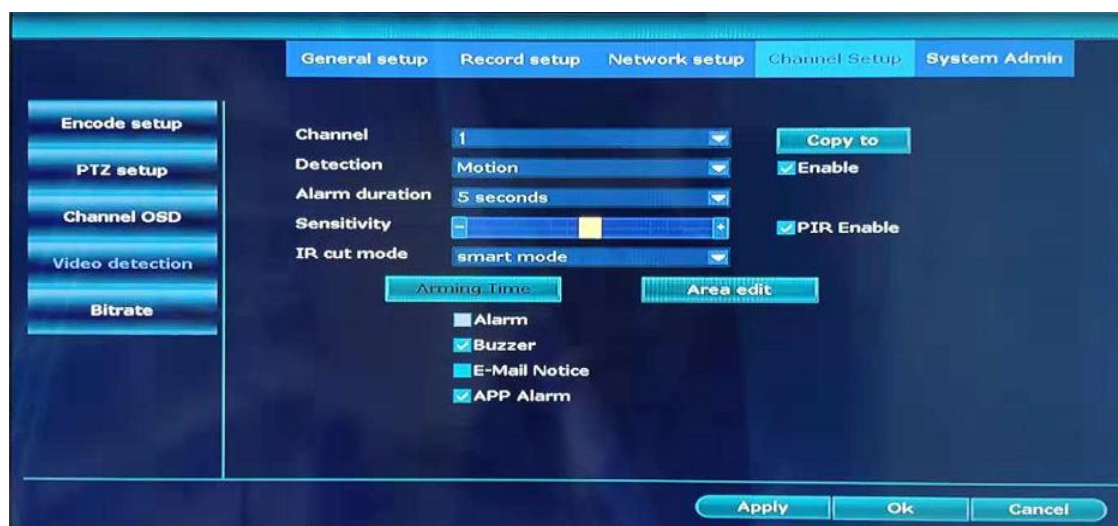 General setup Record setup Network setup Channel Setup System Admin
Encode setup
PTZ setup
Channel OSD
Video detection
Bitrate
Channel 1 Copy to
Detection Motion Enable
Alarm duration 5 seconds
Sensitivity - + PIR Enable
IR cut mode smart mode
Arming Time Area edit
Alarm
Buzzer
E-Mail Notice
APP Alarm
Apply Ok Cancel